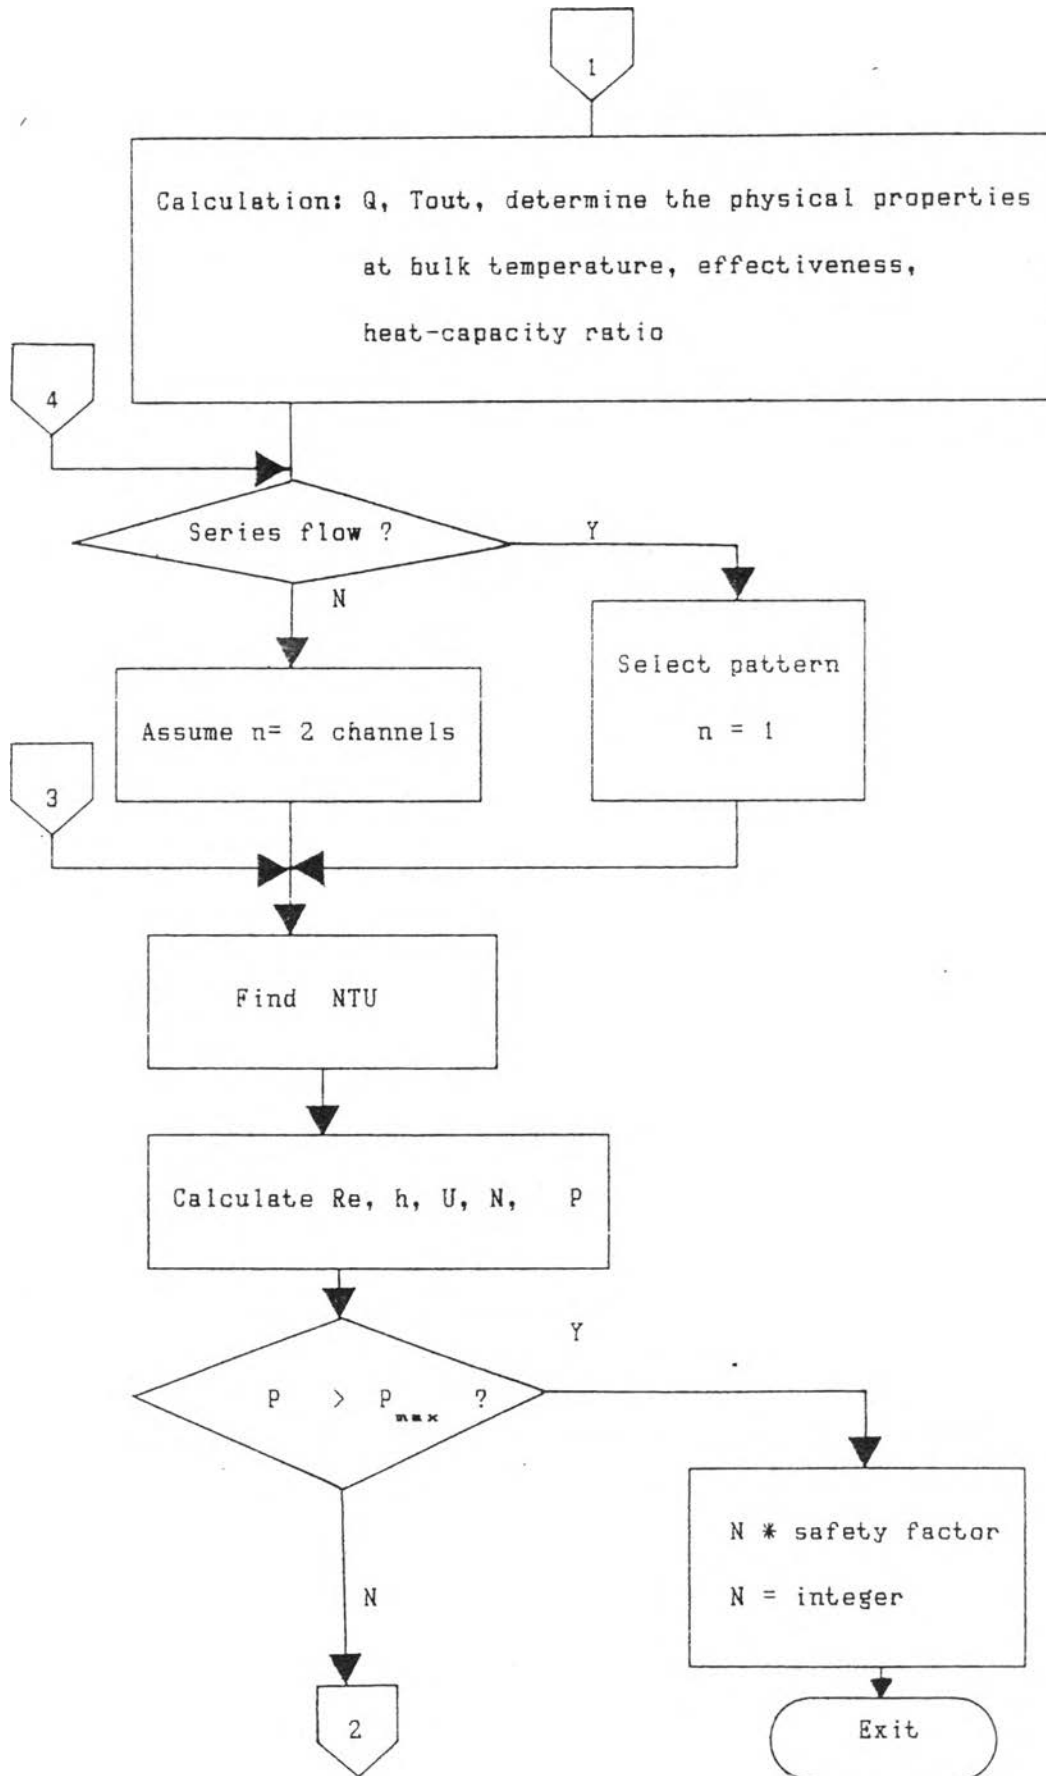 1
Calculation: Q, Tout, determine the physical properties
at bulk temperature, effectiveness,
heat-capacity ratio
4
Series flow ?
Y
N
Select pattern
n = 1
Assume n= 2 channels
3
Find NTU
Calculate Re, h, U, N, P
Y
P > Pmax ?
N * safety factor
N = integer
N
2
Exit